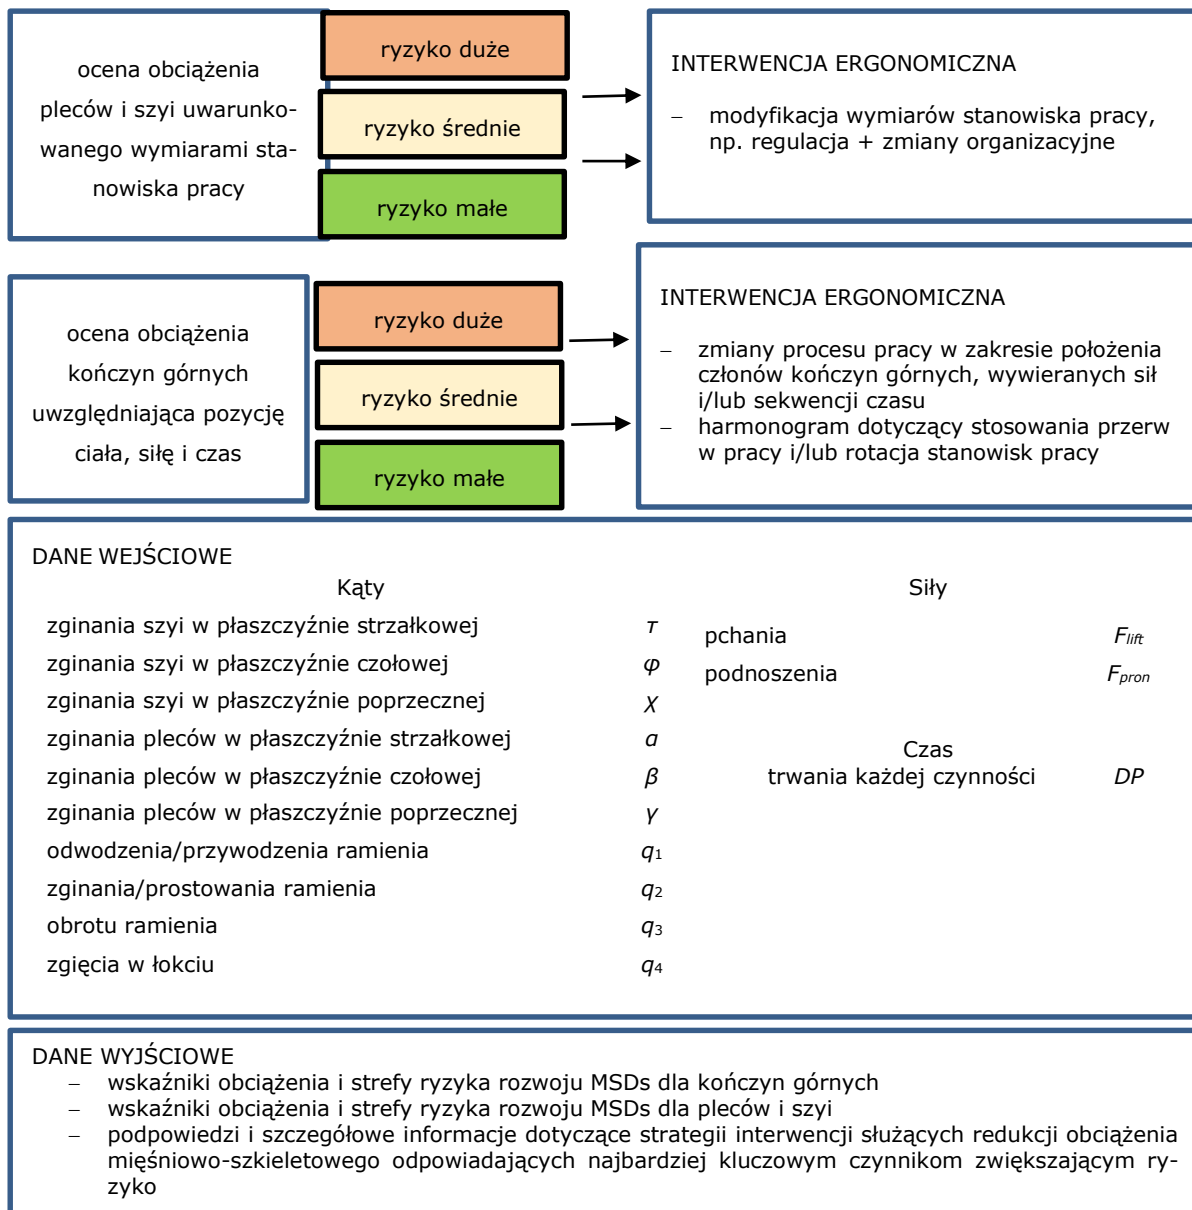 ocena obciążenia
pleców i szyi uwarunko-
wanego wymiarami sta-
nowiska pracy
ryzyko duże
ryzyko średnie
ryzyko małe
INTERWENCJA ERGONOMICZNA
– modyfikacja wymiarów stanowiska pracy,
np. regulacja + zmiany organizacyjne
ocena obciążenia
kończyn górnych
uwzględniająca pozycję
ciała, siłę i czas
ryzyko duże
ryzyko średnie
ryzyko małe
INTERWENCJA ERGONOMICZNA
– zmiany procesu pracy w zakresie położenia
członów kończyn górnych, wywieranych sił
i/lub sekwencji czasu
– harmonogram dotyczący stosowania przerw
w pracy i/lub rotacja stanowisk pracy
DANE WEJŚCIOWE
Kąty
zginania szyi w płaszczyźnie strzałkowej τ
zginania szyi w płaszczyźnie czołowej φ
zginania szyi w płaszczyźnie poprzecznej χ
zginania pleców w płaszczyźnie strzałkowej α
zginania pleców w płaszczyźnie czołowej β
zginania pleców w płaszczyźnie poprzecznej γ
odwodzenia/przywodzenia ramienia q1
zginania/prostowania ramienia q2
obrotu ramienia q3
zgięcia w łokciu q4
Siły
pchania Flift
podnoszenia Fpron
Czas
trwania każdej czynności DP
DANE WYJŚCIOWE
– wskaźniki obciążenia i strefy ryzyka rozwoju MSDs dla kończyn górnych
– wskaźniki obciążenia i strefy ryzyka rozwoju MSDs dla pleców i szyi
– podpowiedzi i szczegółowe informacje dotyczące strategii interwencji służących redukcji obciążenia
mięśniowo-szkieletowego odpowiadających najbardziej kluczowym czynnikom zwiększającym ry-
zyko